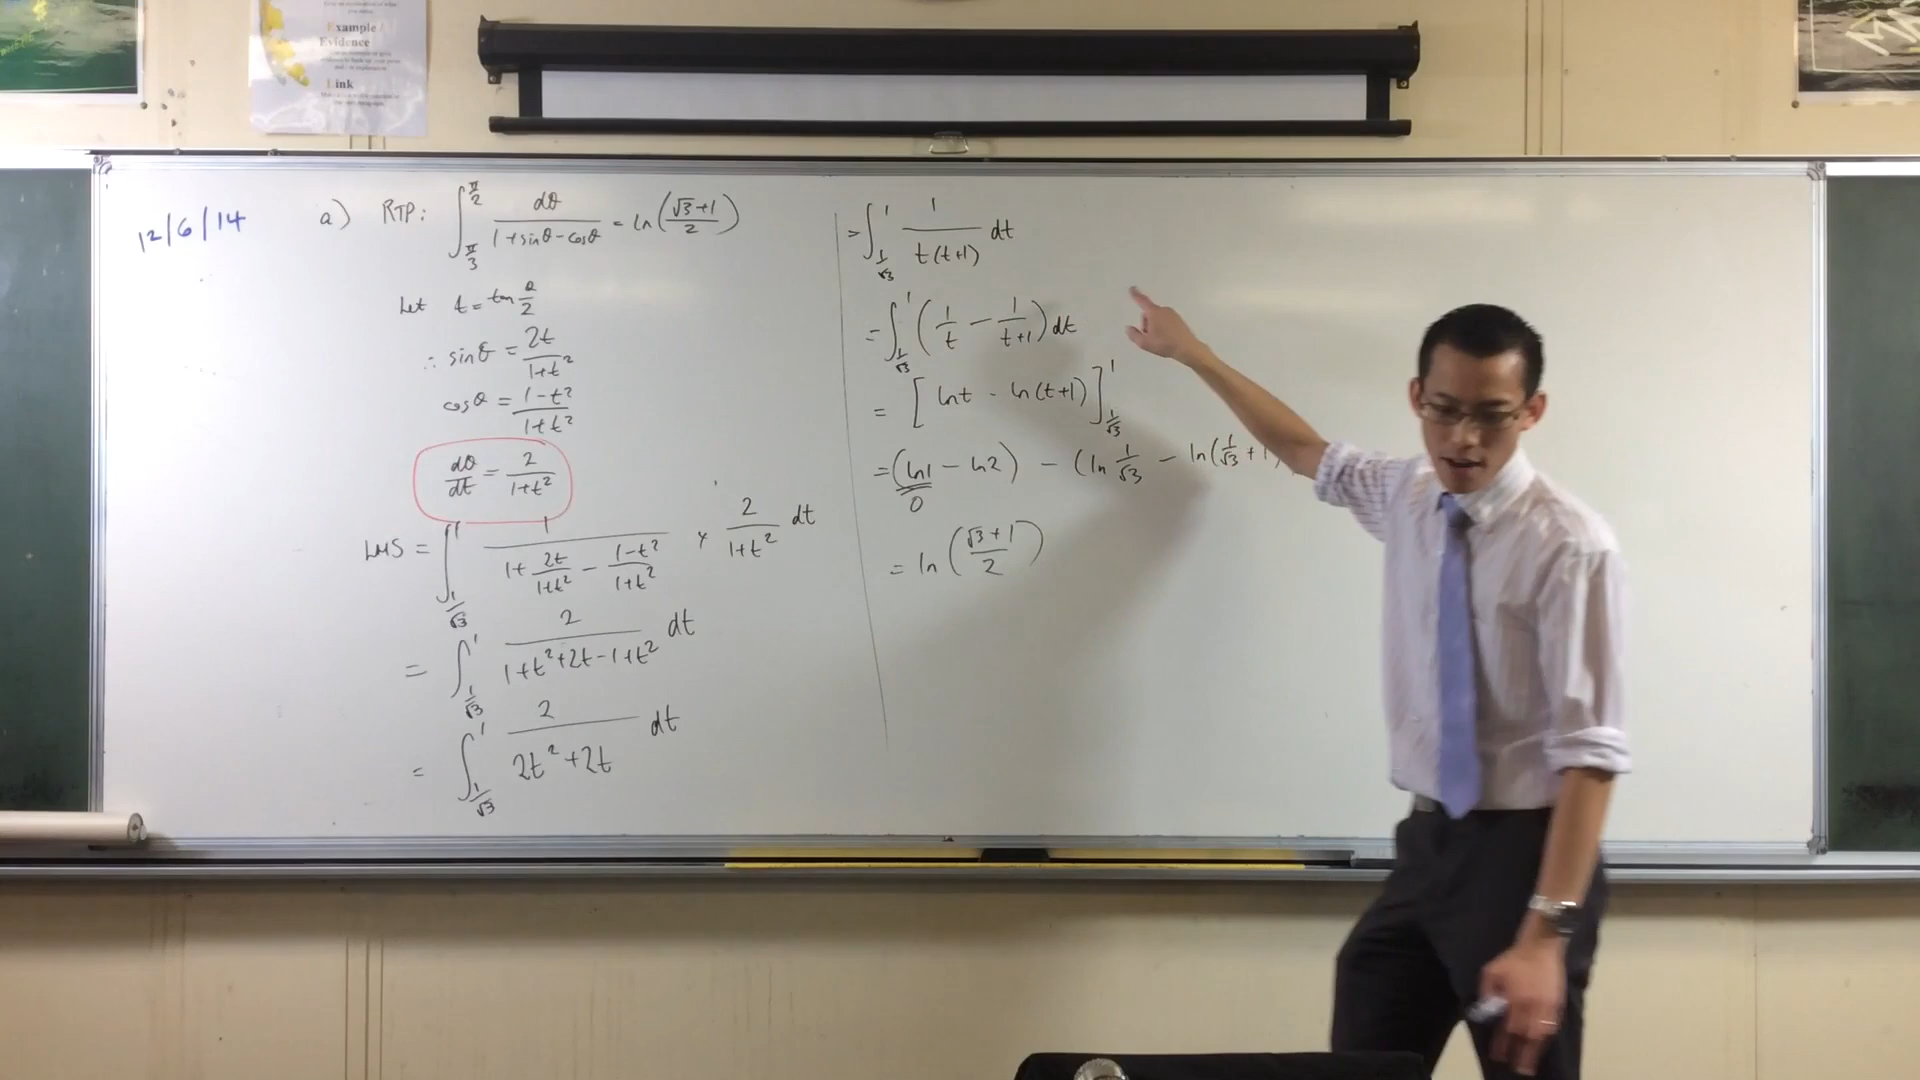 Example
Evidence
Link
12/6/14
a) RTP: ∫_{π/3}^{π/2} dθ/(1+sinθ-cosθ) = ln((√3+1)/2)
Let t = tan θ/2
∴ sinθ = 2t/(1+t²)
cosθ = (1-t²)/(1+t²)
dθ/dt = 2/(1+t²)
LHS = ∫_{1/√3}^{1} 1/(1+2t/(1+t²) - (1-t²)/(1+t²)) × 2/(1+t²) dt
= ∫_{1/√3}^{1} 2/(1+t²+2t-1+t²) dt
= ∫_{1/√3}^{1} 2/(2t²+2t) dt
= ∫_{1/√3}^{1} 1/(t(t+1)) dt
= ∫_{1/√3}^{1} (1/t - 1/(t+1)) dt
= [lnt - ln(t+1)]_{1/√3}^{1}
= (ln1 - ln2) - (ln 1/√3 - ln(1/√3 + 1)
0
= ln((√3+1)/2)